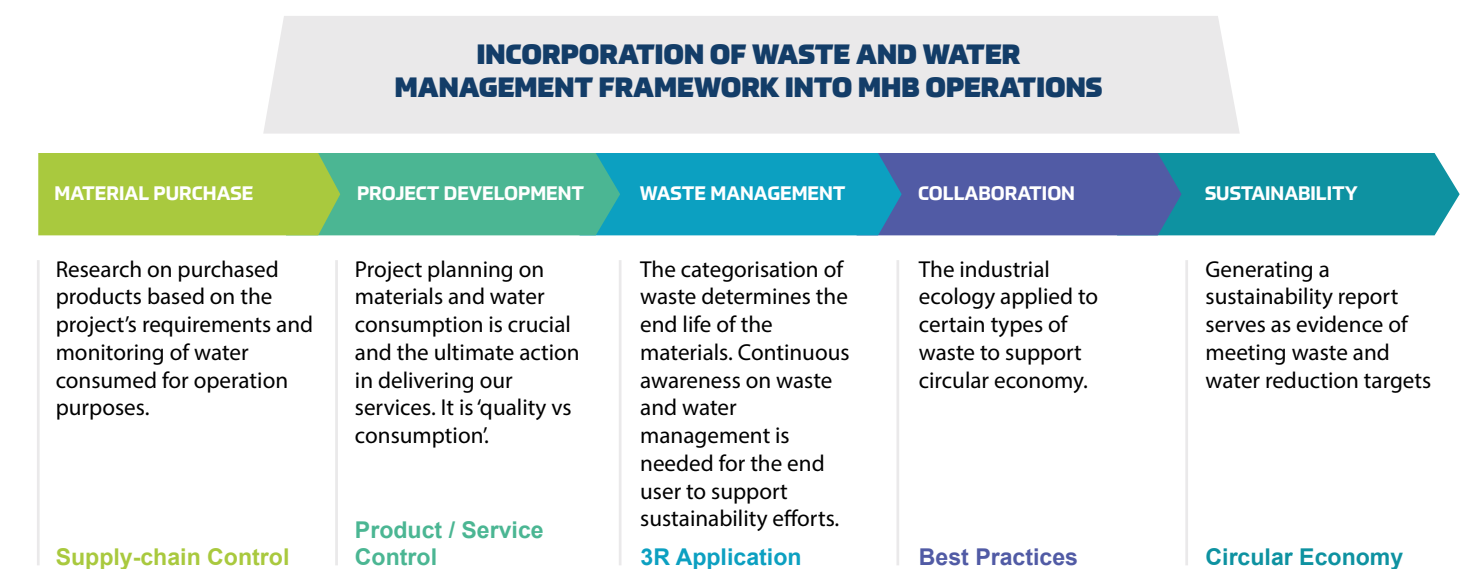 INCORPORATION OF WASTE AND WATER
MANAGEMENT FRAMEWORK INTO MHB OPERATIONS
MATERIAL PURCHASE
Research on purchased
products based on the
project's requirements and
monitoring of water
consumed for operation
purposes.
Supply-chain Control
PROJECT DEVELOPMENT
Project planning on
materials and water
consumption is crucial
and the ultimate action
in delivering our
services. It is ‘quality vs
consumption’.
Product / Service
Control
WASTE MANAGEMENT
The categorisation of
waste determines the
end life of the
materials. Continuous
awareness on waste
and water
management is
needed for the end
user to support
sustainability efforts.
3R Application
COLLABORATION
The industrial
ecology applied to
certain types of
waste to support
circular economy.
Best Practices
SUSTAINABILITY
Generating a
sustainability report
serves as evidence of
meeting waste and
water reduction targets
Circular Economy